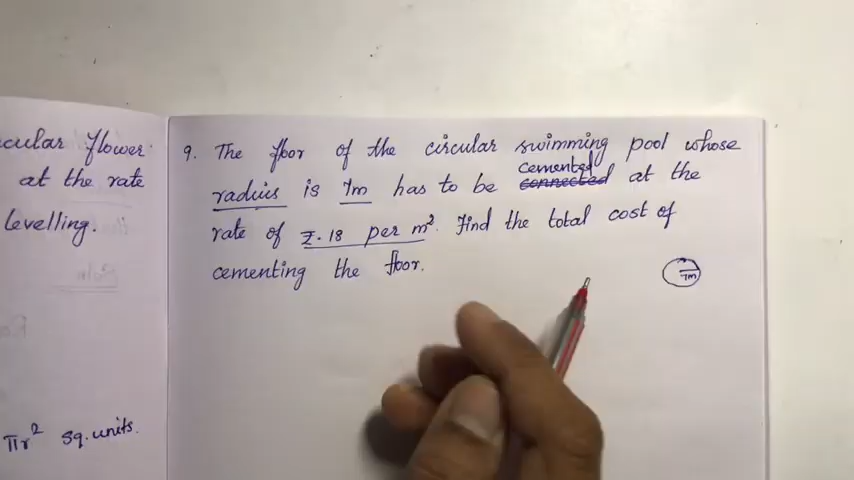 cular flower
at the rate
levelling.
πr² sq.units.
9. The floor of the circular swimming pool whose
radius is 7m has to be connected cemented at the
rate of ₹.18 per m². Find the total cost of
cementing the floor.
7m